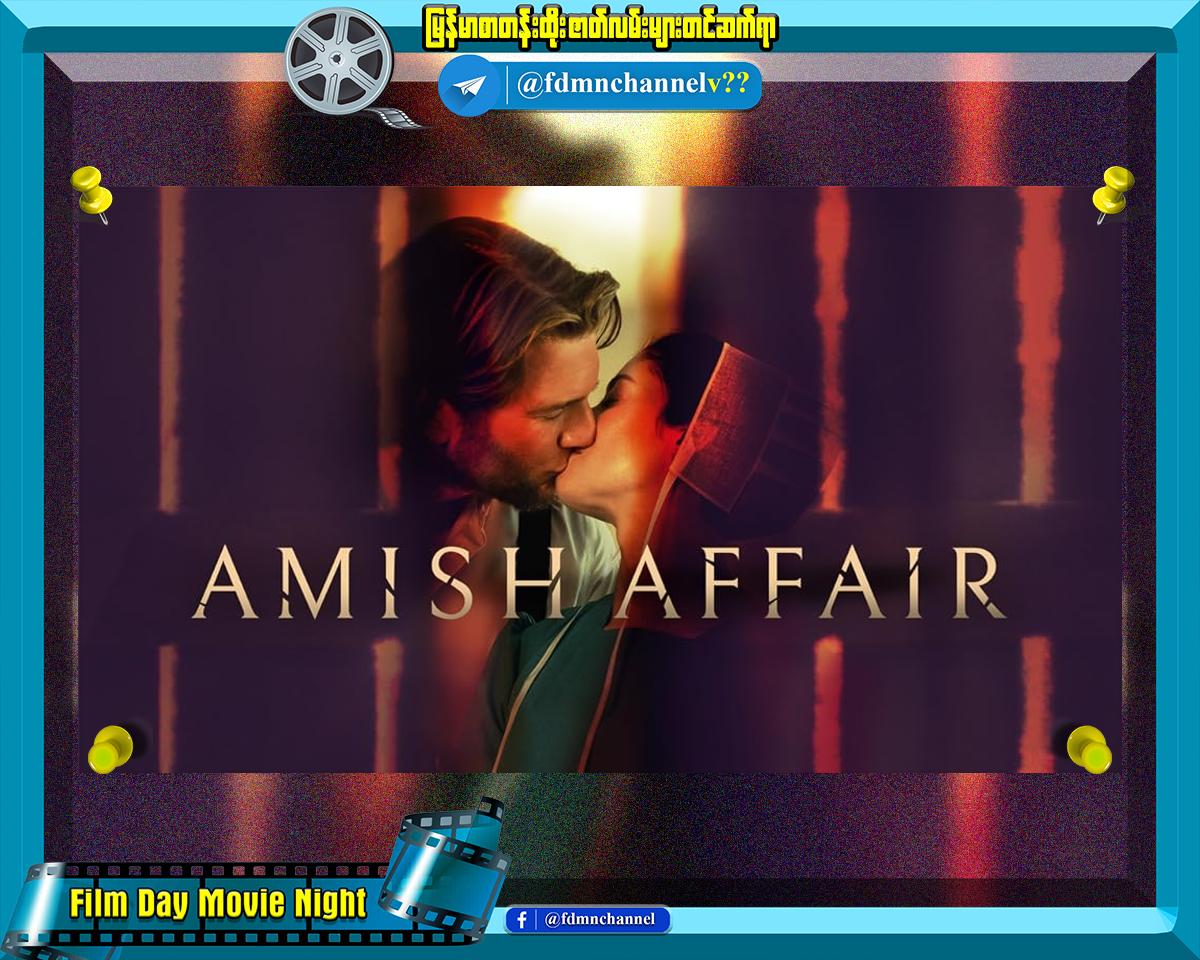 မြန်မာစာတန်းထိုး ဇာတ်လမ်းများတင်ဆက်ရာ
@fdmnchannelv??
AMISH AFFAIR
Film Day Movie Night
@fdmnchannel